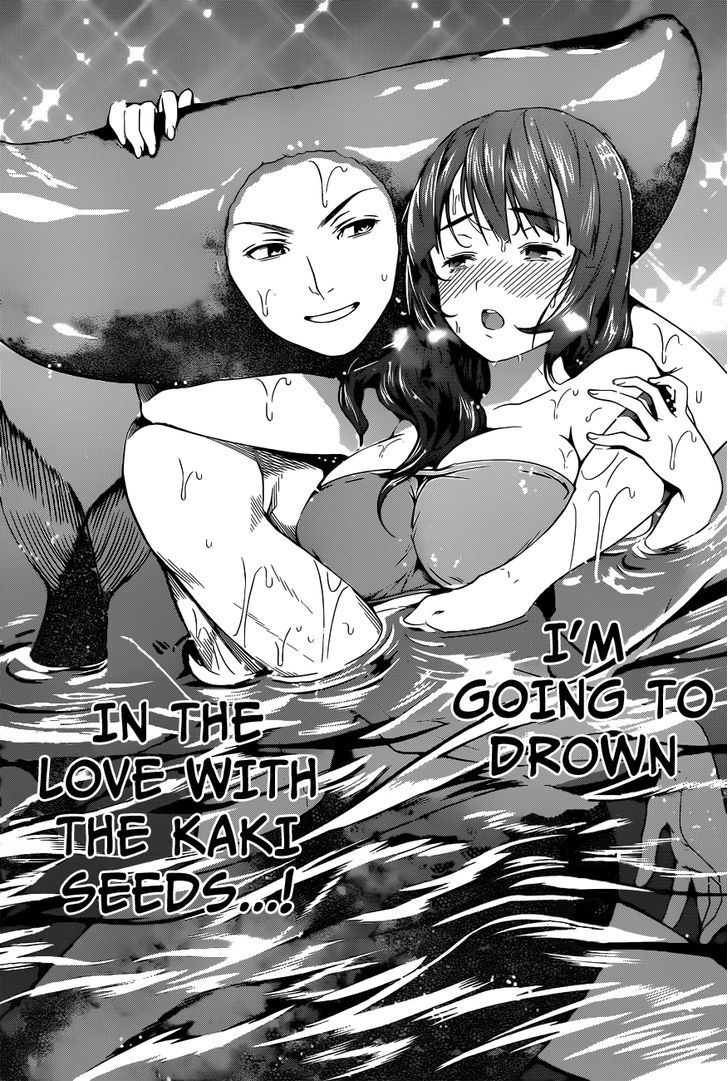 I'M
GOING TO
DROWN
IN THE
LOVE WITH
THE KAKI
SEEDS...!